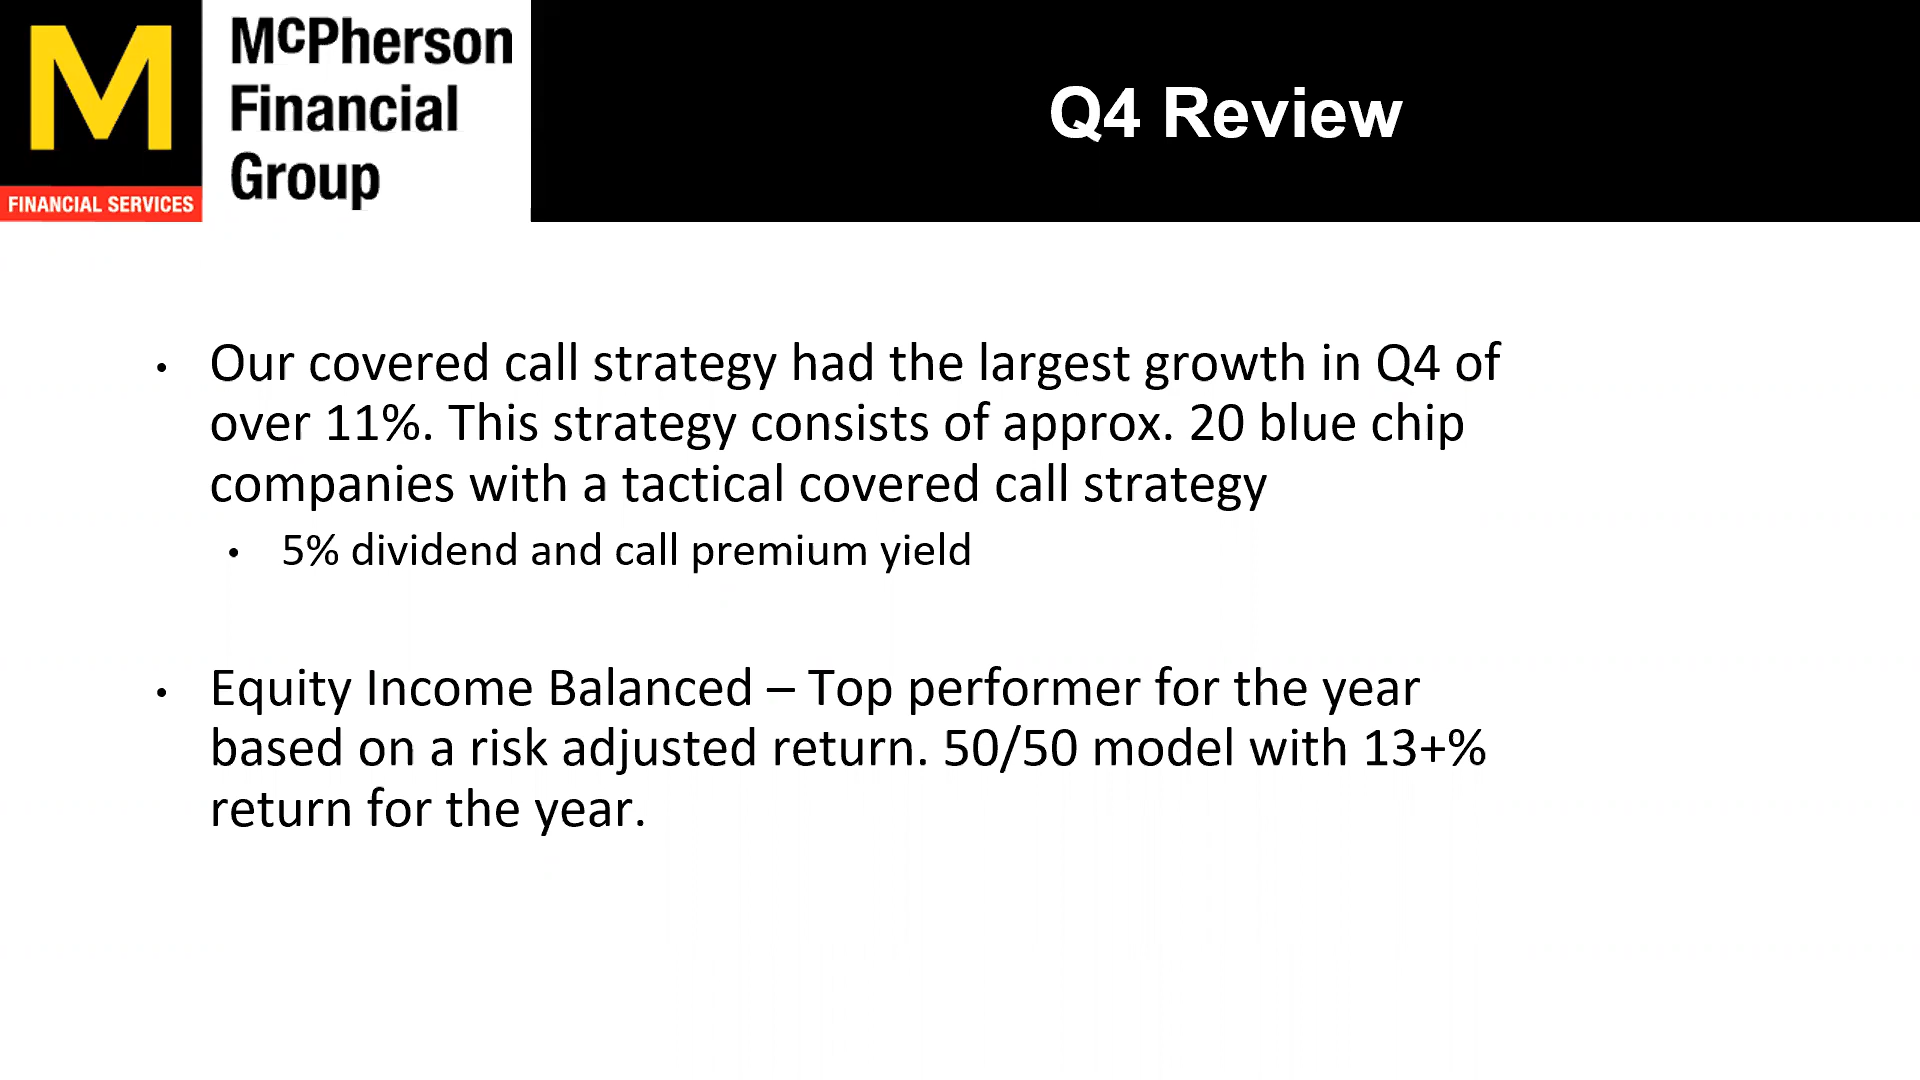 M
FINANCIAL SERVICES
McPherson
Financial
Group
Q4 Review
• Our covered call strategy had the largest growth in Q4 of
over 11%. This strategy consists of approx. 20 blue chip
companies with a tactical covered call strategy
• 5% dividend and call premium yield
• Equity Income Balanced – Top performer for the year
based on a risk adjusted return. 50/50 model with 13+%
return for the year.